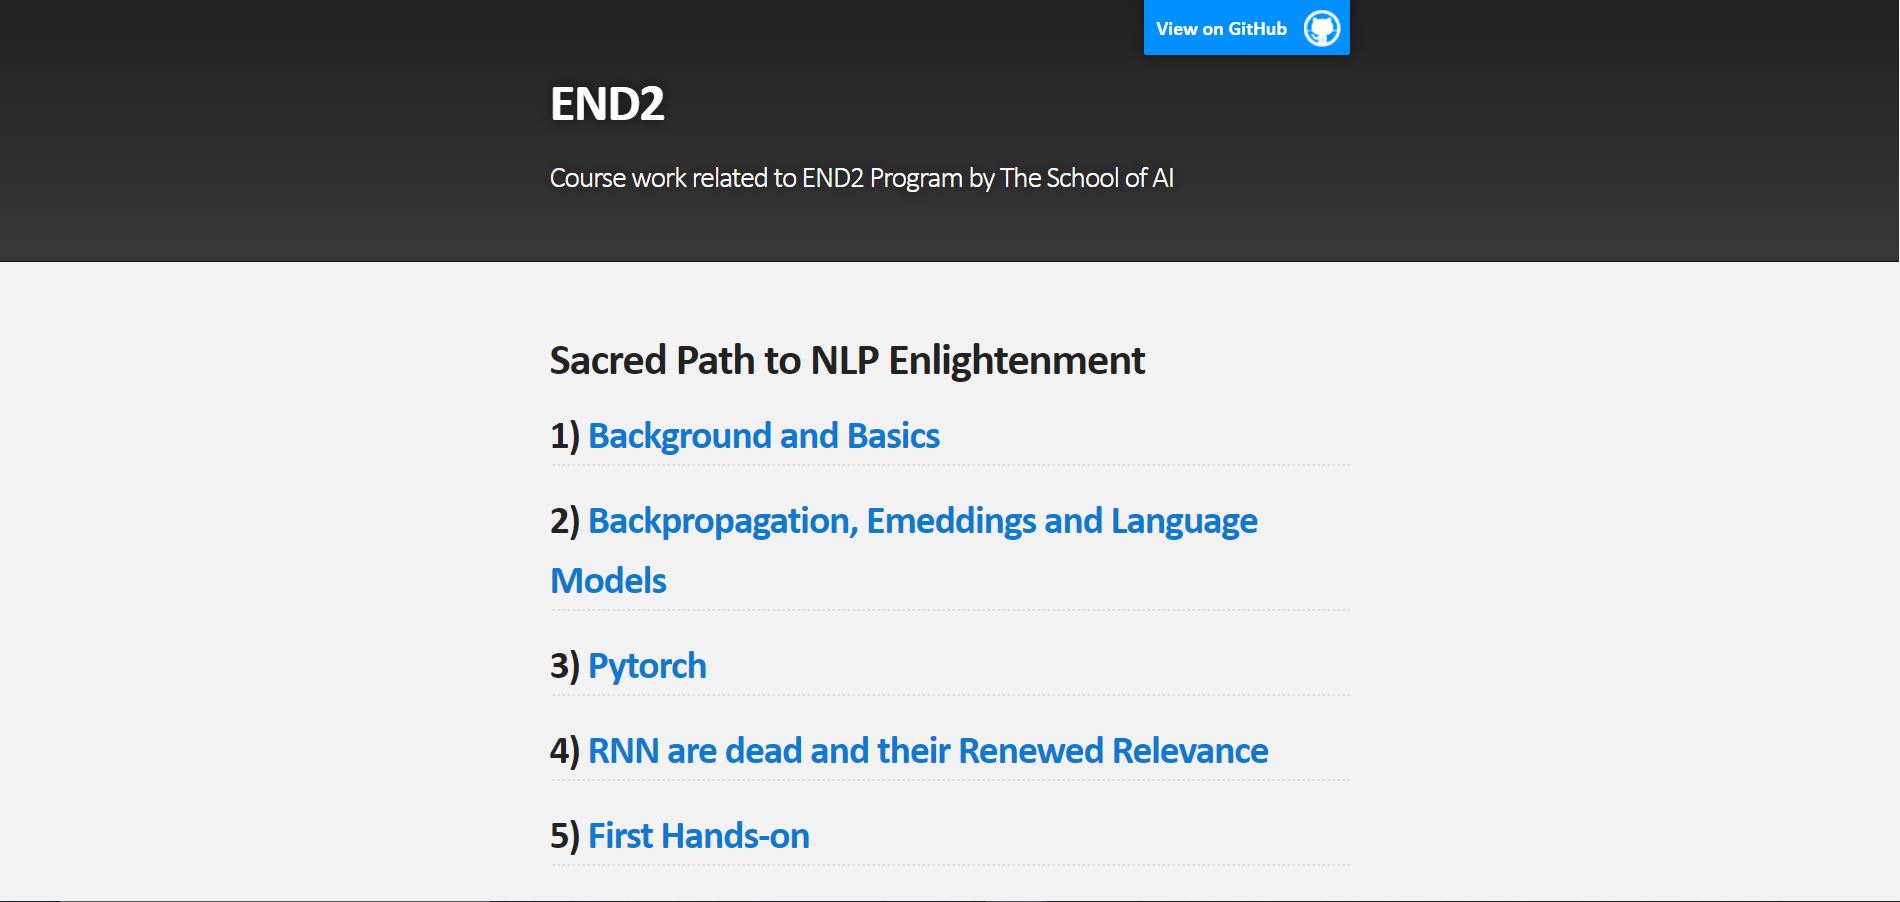 View on GitHub
END2
Course work related to END2 Program by The School of AI
Sacred Path to NLP Enlightenment
1) Background and Basics
2) Backpropagation, Emeddings and Language
Models
3) Pytorch
4) RNN are dead and their Renewed Relevance
5) First Hands-on